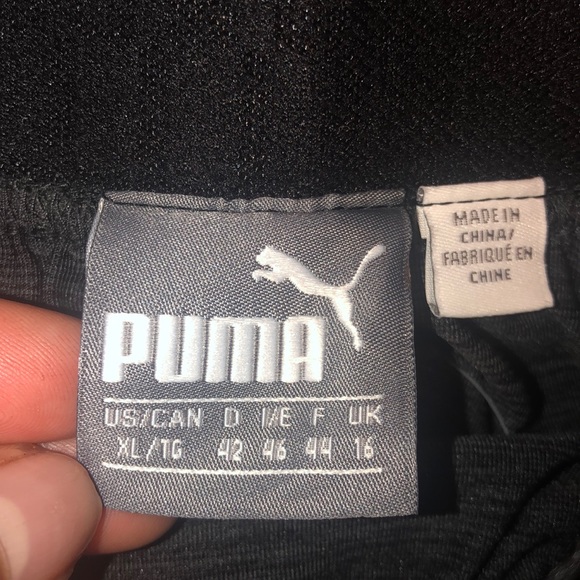 PUMA
US/CAN D I/E F UK
XL/TG 42 46 44 16
MADE IN
CHINA/
FABRIQUÉ EN
CHINE